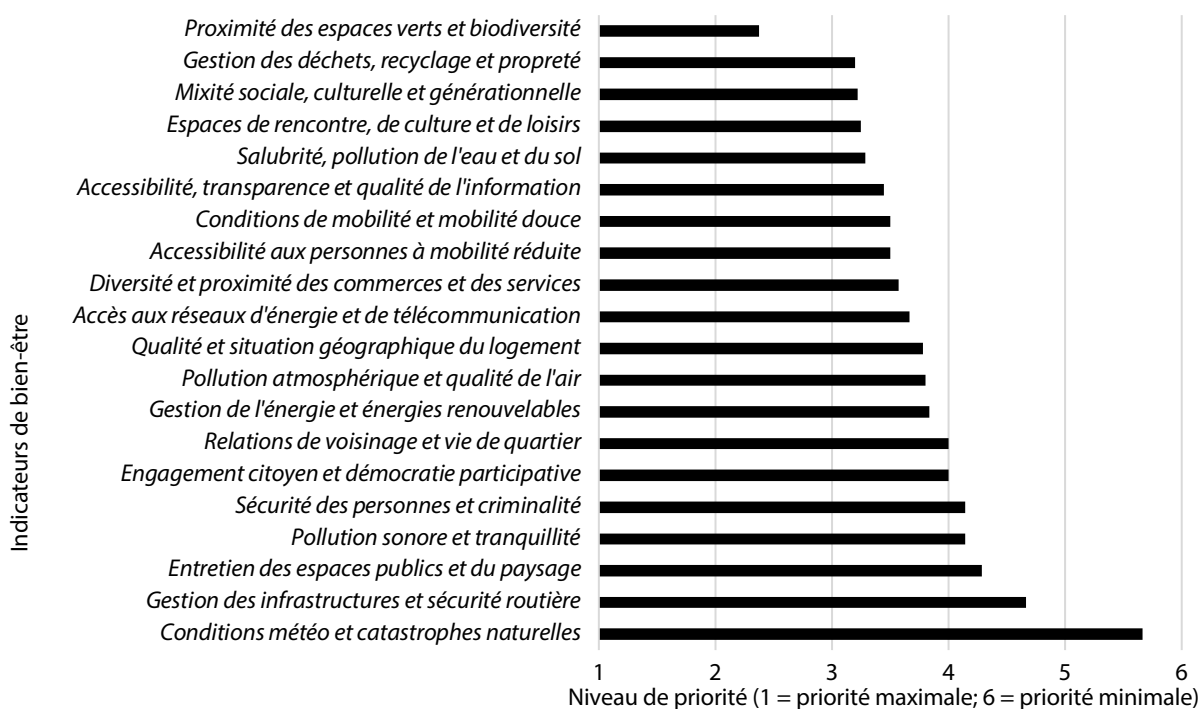 Proximité des espaces verts et biodiversité
Gestion des déchets, recyclage et propreté
Mixité sociale, culturelle et générationnelle
Espaces de rencontre, de culture et de loisirs
Salubrité, pollution de l'eau et du sol
Accessibilité, transparence et qualité de l'information
Conditions de mobilité et mobilité douce
Accessibilité aux personnes à mobilité réduite
Diversité et proximité des commerces et des services
Accès aux réseaux d'énergie et de télécommunication
Qualité et situation géographique du logement
Pollution atmosphérique et qualité de l'air
Gestion de l'énergie et énergies renouvelables
Relations de voisinage et vie de quartier
Engagement citoyen et démocratie participative
Sécurité des personnes et criminalité
Pollution sonore et tranquillité
Entretien des espaces publics et du paysage
Gestion des infrastructures et sécurité routière
Conditions météo et catastrophes naturelles
Indicateurs de bien-être
1 2 3 4 5 6
Niveau de priorité (1 = priorité maximale; 6 = priorité minimale)